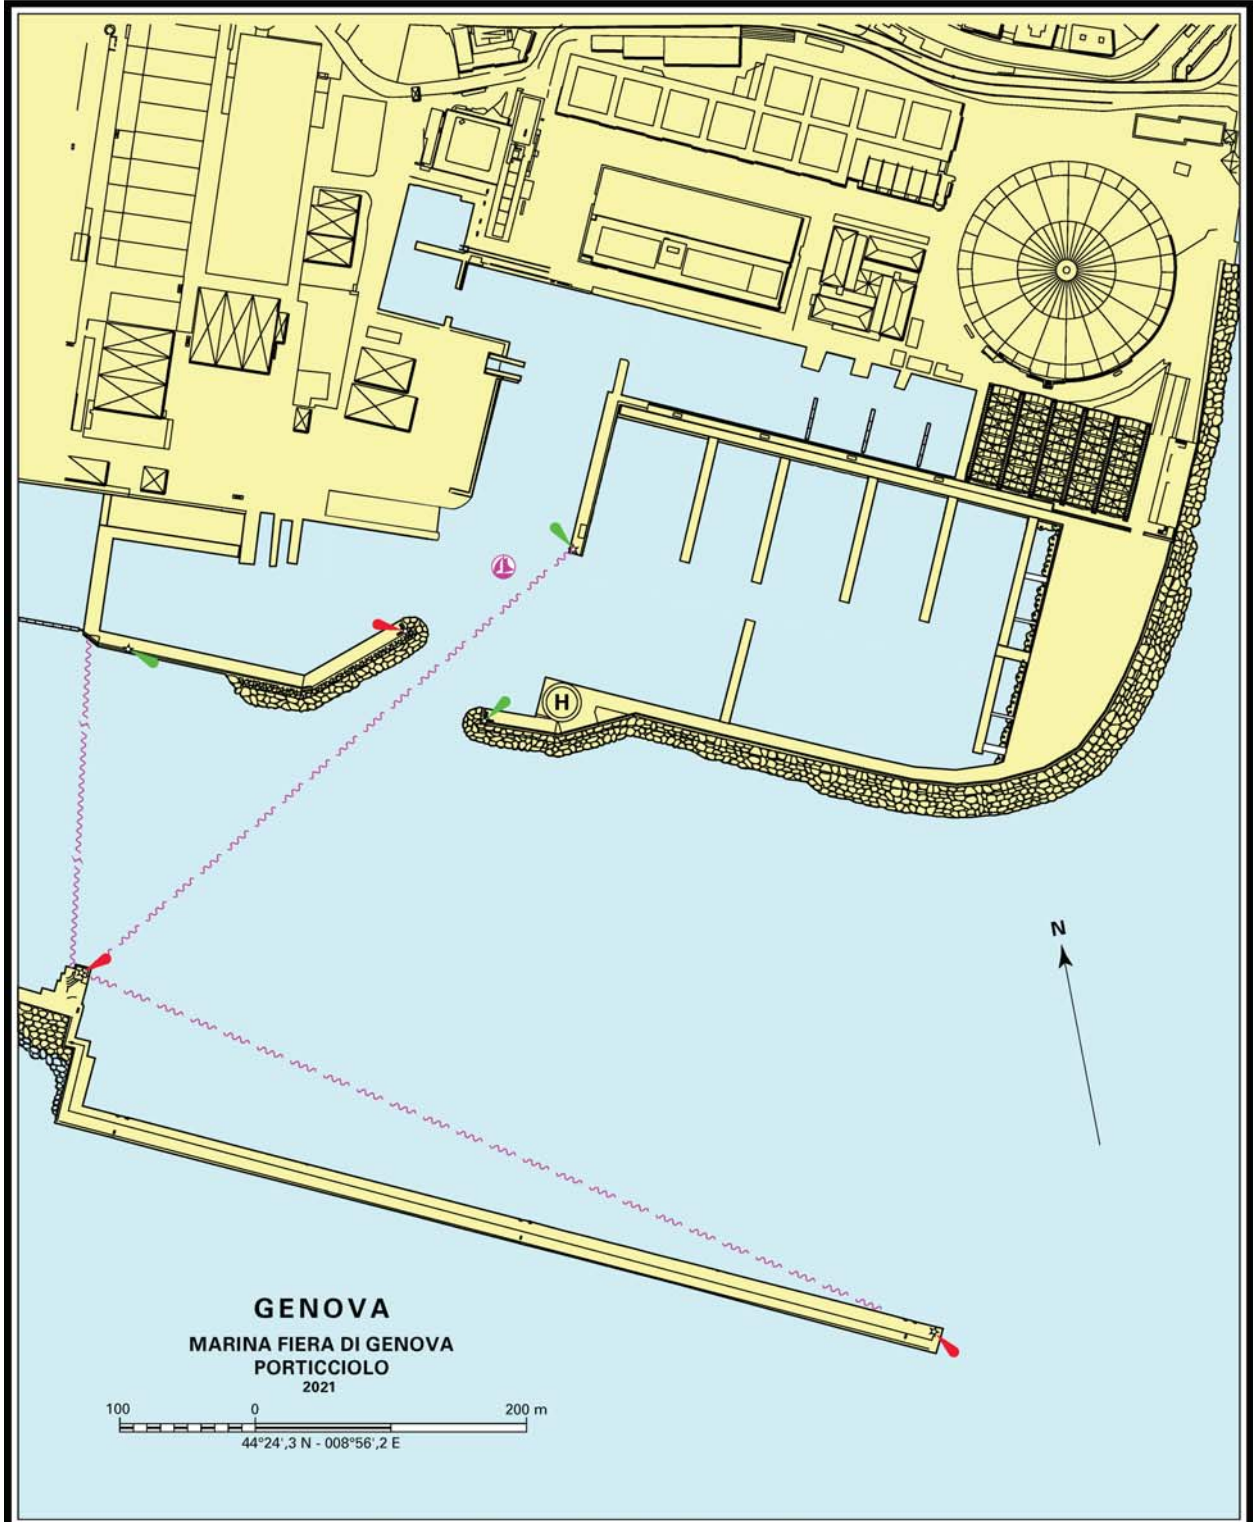 H
N
GENOVA
MARINA FIERA DI GENOVA
PORTICCIOLO
2021
100 0 200 m
44°24',3 N - 008°56',2 E